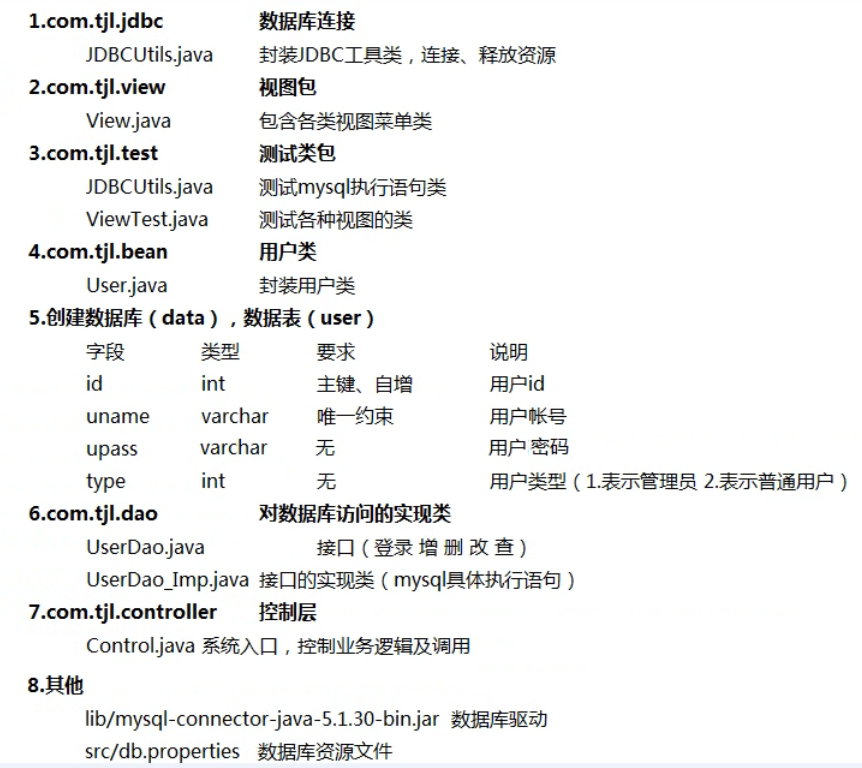 1.com.tjl.jdbc 数据库连接
JDBCUtils.java 封装JDBC工具类，连接、释放资源
2.com.tjl.view 视图包
View.java 包含各类视图菜单类
3.com.tjl.test 测试类包
JDBCUtils.java 测试mysql执行语句类
ViewTest.java 测试各种视图的类
4.com.tjl.bean 用户类
User.java 封装用户类
5.创建数据库（data），数据表（user）
字段 类型 要求 说明
id int 主键、自增 用户id
uname varchar 唯一约束 用户帐号
upass varchar 无 用户密码
type int 无 用户类型（1.表示管理员 2.表示普通用户）
6.com.tjl.dao 对数据库访问的实现类
UserDao.java 接口（登录 增 删 改 查）
UserDao_Imp.java 接口的实现类（mysql具体执行语句）
7.com.tjl.controller 控制层
Control.java 系统入口，控制业务逻辑及调用
8.其他
lib/mysql-connector-java-5.1.30-bin.jar 数据库驱动
src/db.properties 数据库资源文件